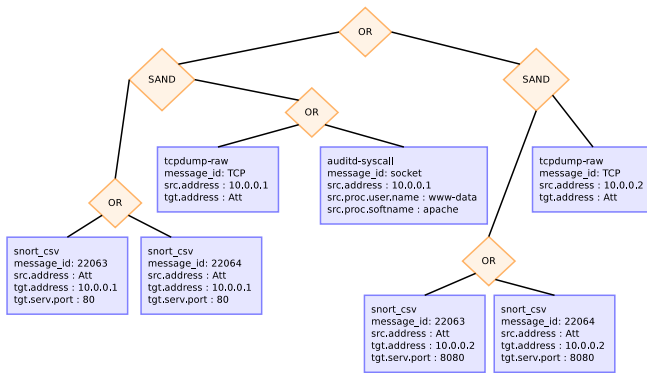 OR
SAND
SAND
OR
tcpdump-raw
message_id: TCP
src.address : 10.0.0.1
tgt.address : Att
auditd-syscall
message_id: socket
src.address : 10.0.0.1
src.proc.user.name : www-data
src.proc.softname : apache
tcpdump-raw
message_id: TCP
src.address : 10.0.0.2
tgt.address : Att
OR
snort_csv
message_id: 22063
src.address : Att
tgt.address : 10.0.0.1
tgt.serv.port : 80
snort_csv
message_id: 22064
src.address : Att
tgt.address : 10.0.0.1
tgt.serv.port : 80
OR
snort_csv
message_id: 22063
src.address : Att
tgt.address : 10.0.0.2
tgt.serv.port : 8080
snort_csv
message_id: 22064
src.address : Att
tgt.address : 10.0.0.2
tgt.serv.port : 8080